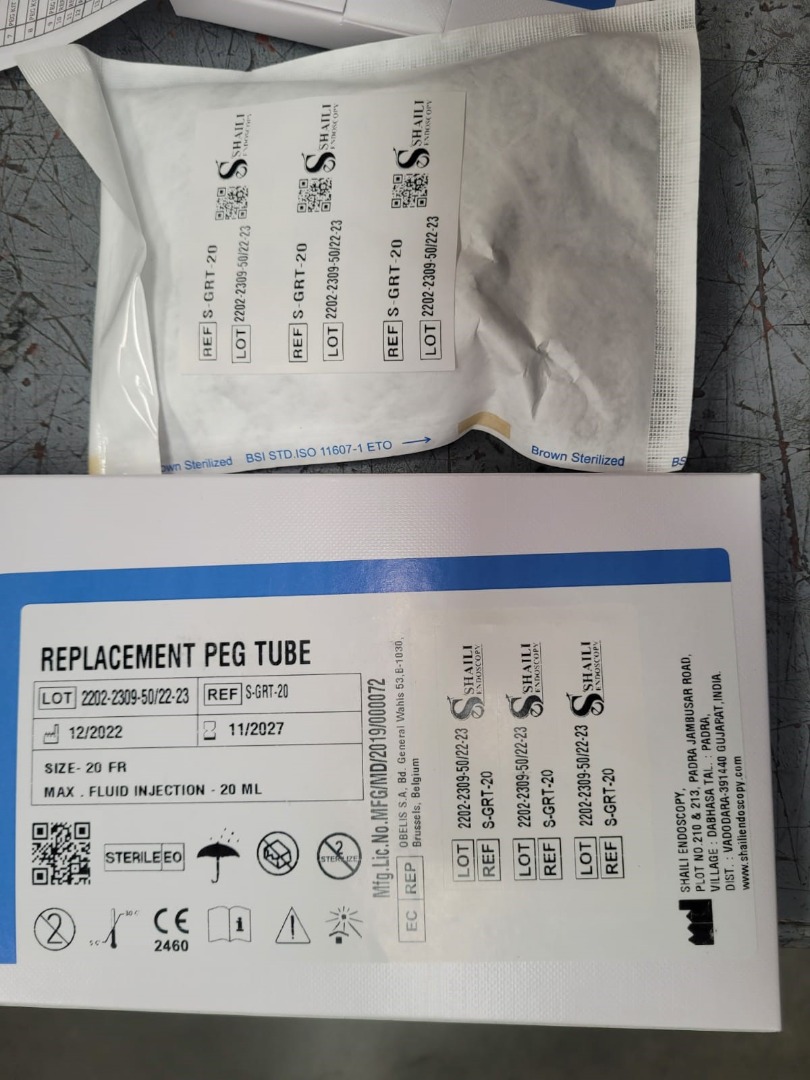 SHAILI
ENDOSCOPY
REF S-GRT-20
LOT 2202-2309-50/22-23
SHAILI
ENDOSCOPY
REF S-GRT-20
LOT 2202-2309-50/22-23
SHAILI
ENDOSCOPY
REF S-GRT-20
LOT 2202-2309-50/22-23
Sterilized BSI STD.ISO 11607-1 ETO → Brown Sterilized
REPLACEMENT PEG TUBE
LOT 2202-2309-50/22-23 REF S-GRT-20
12/2022 11/2027
SIZE- 20 FR
MAX . FLUID INJECTION - 20 ML
STERILE EO
2
STERILIZE
2
5°C
30°C
CE
2460
i
Mfg.Lic.No.MFG/MD/2019/000072
EC REP OBELIS S.A, Bd. General Wahis 53,B-1030,
Brussels, Belgium
LOT 2202-2309-50/22-23
REF S-GRT-20
SHAILI
ENDOSCOPY
LOT 2202-2309-50/22-23
REF S-GRT-20
SHAILI
ENDOSCOPY
LOT 2202-2309-50/22-23
REF S-GRT-20
SHAILI
ENDOSCOPY
SHAILI ENDOSCOPY,
PLOT NO.210 & 213, PADRA JAMBUSAR ROAD,
VILLAGE : DABHASA TAL. : PADRA,
DIST. : VADODARA-391440 GUJARAT,INDIA.
www.shailiendoscopy.com